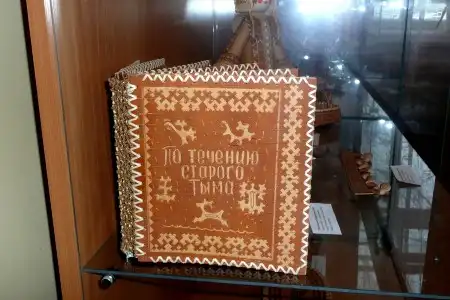 По течению
старого
Тыма